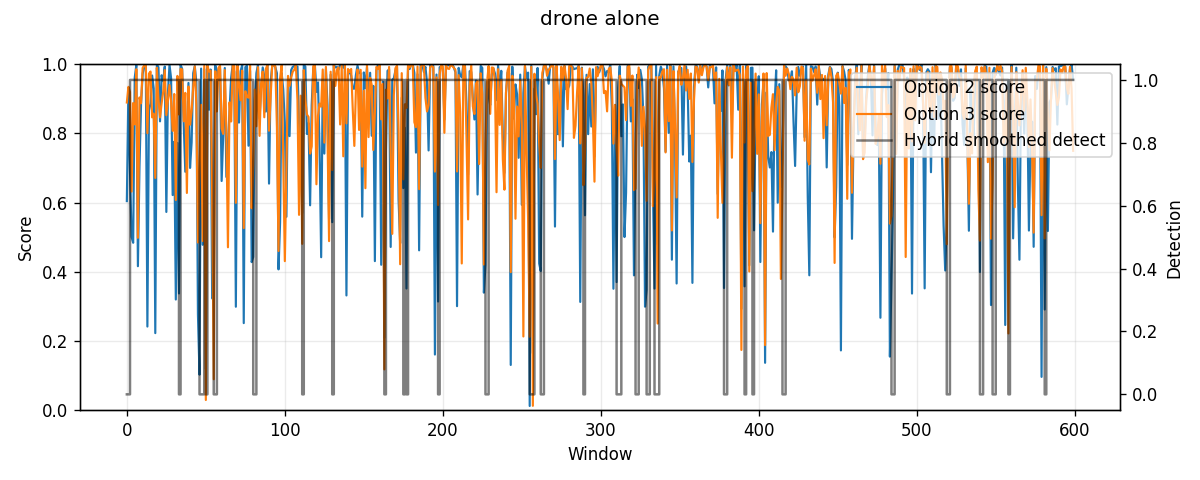 drone alone
1.0
0.8
0.6
0.4
0.2
0.0
Score
0
100
200
300
400
500
600
Window
1.0
0.8
0.6
0.4
0.2
0.0
Detection
Option 2 score
Option 3 score
Hybrid smoothed detect